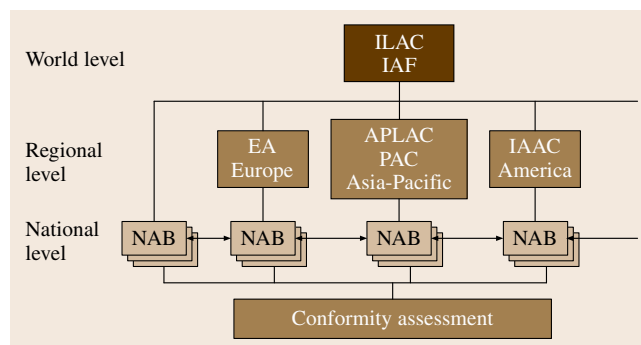 World level
ILAC
IAF
Regional
level
EA
Europe
APLAC
PAC
Asia-Pacific
IAAC
America
National
level
NAB
NAB
NAB
NAB
Conformity assessment